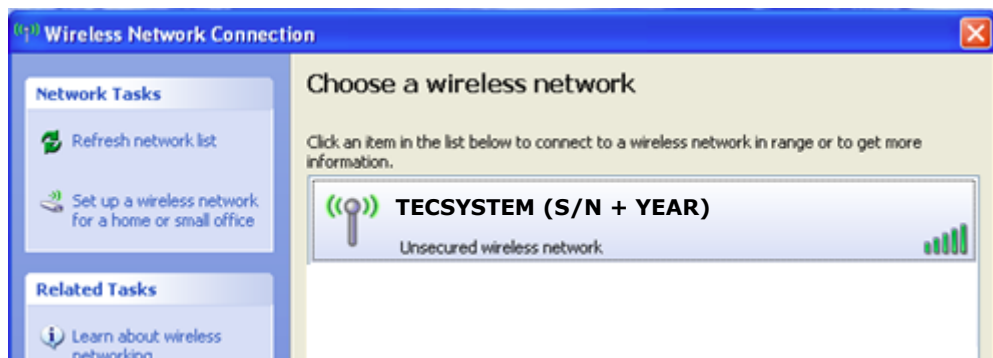 Wireless Network Connection
Network Tasks
Refresh network list
Set up a wireless network
for a home or small office
Related Tasks
Learn about wireless
networking
Choose a wireless network
Click an item in the list below to connect to a wireless network in range or to get more
information.
TECSYSTEM (S/N + YEAR)
Unsecured wireless network